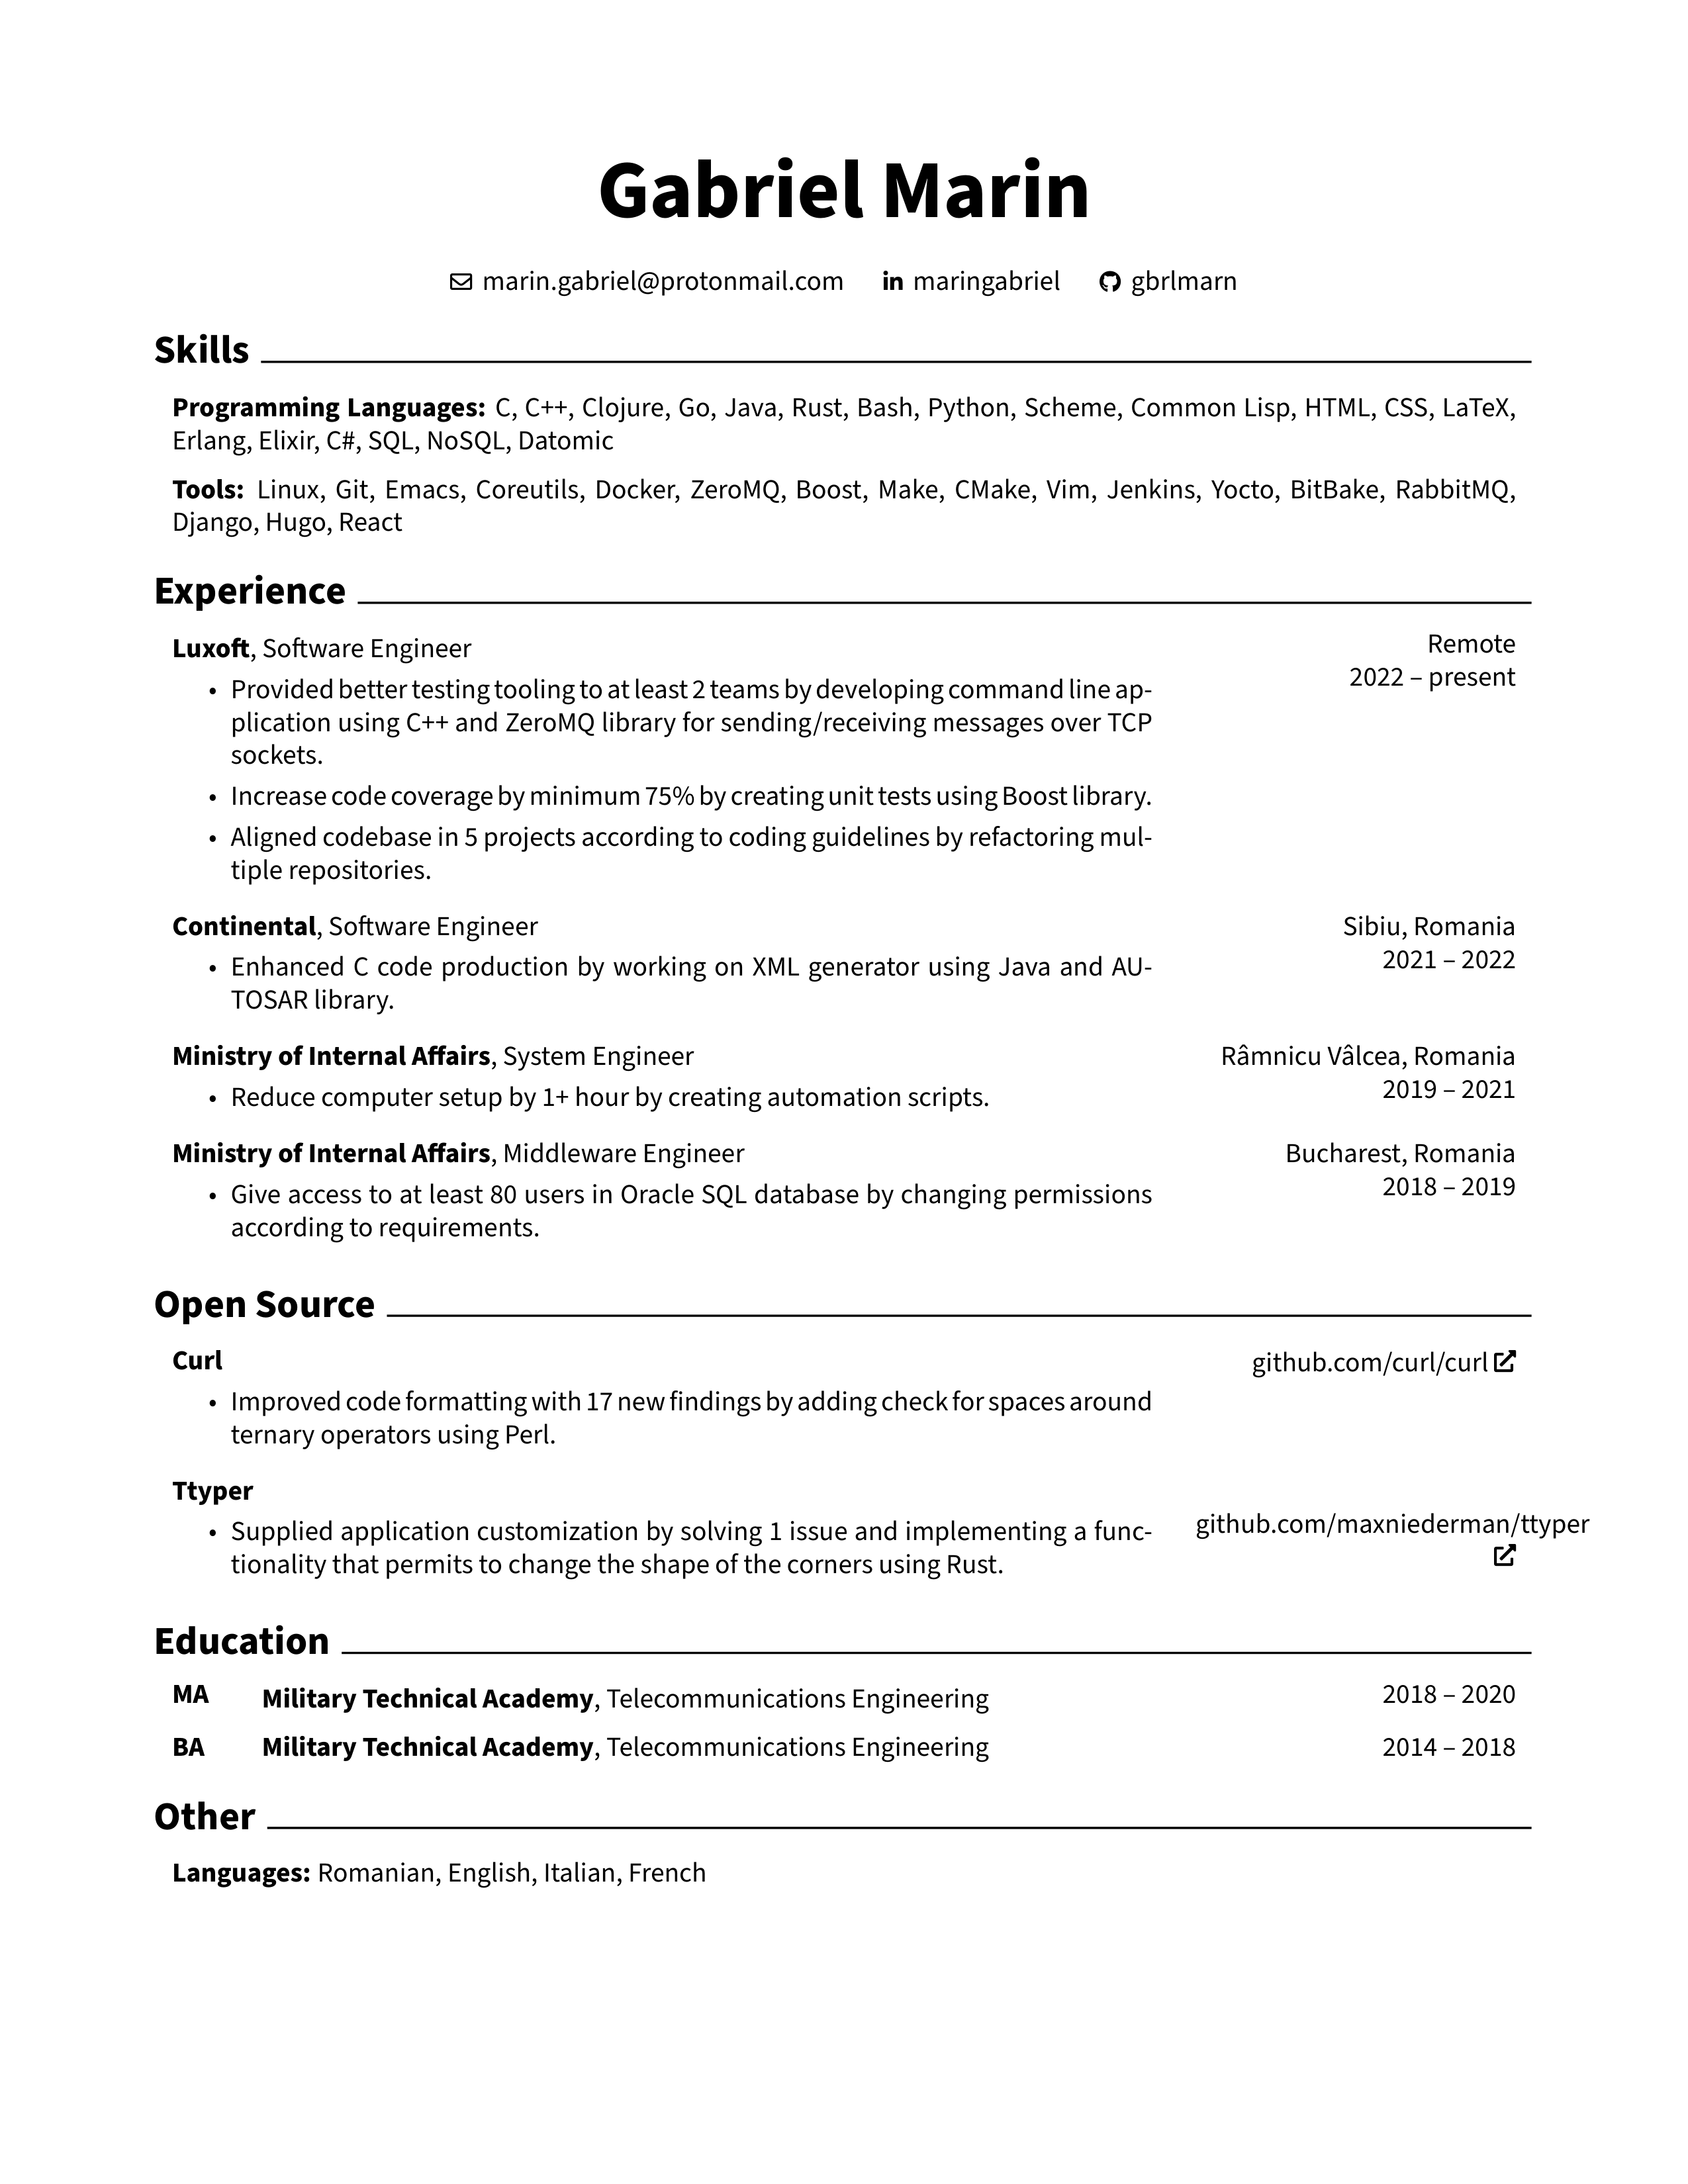 Gabriel Marin
marin.gabriel@protonmail.com maringabriel gbrlmarn
Skills
Programming Languages: C, C++, Clojure, Go, Java, Rust, Bash, Python, Scheme, Common Lisp, HTML, CSS, LaTeX,
Erlang, Elixir, C#, SQL, NoSQL, Datomic
Tools: Linux, Git, Emacs, Coreutils, Docker, ZeroMQ, Boost, Make, CMake, Vim, Jenkins, Yocto, BitBake, RabbitMQ,
Django, Hugo, React
Experience
Luxoft, Software Engineer
Remote
2022 – present
• Provided better testing tooling to at least 2 teams by developing command line ap-
plication using C++ and ZeroMQ library for sending/receiving messages over TCP
sockets.
• Increase code coverage by minimum 75% by creating unit tests using Boost library.
• Aligned codebase in 5 projects according to coding guidelines by refactoring mul-
tiple repositories.
Continental, Software Engineer
Sibiu, Romania
2021 – 2022
• Enhanced C code production by working on XML generator using Java and AU-
TOSAR library.
Ministry of Internal Affairs, System Engineer
Râmnicu Vâlcea, Romania
2019 – 2021
• Reduce computer setup by 1+ hour by creating automation scripts.
Ministry of Internal Affairs, Middleware Engineer
Bucharest, Romania
2018 – 2019
• Give access to at least 80 users in Oracle SQL database by changing permissions
according to requirements.
Open Source
Curl
github.com/curl/curl
• Improved code formatting with 17 new findings by adding check for spaces around
ternary operators using Perl.
Ttyper
github.com/maxniederman/ttyper
• Supplied application customization by solving 1 issue and implementing a func-
tionality that permits to change the shape of the corners using Rust.
Education
MA Military Technical Academy, Telecommunications Engineering 2018 – 2020
BA Military Technical Academy, Telecommunications Engineering 2014 – 2018
Other
Languages: Romanian, English, Italian, French